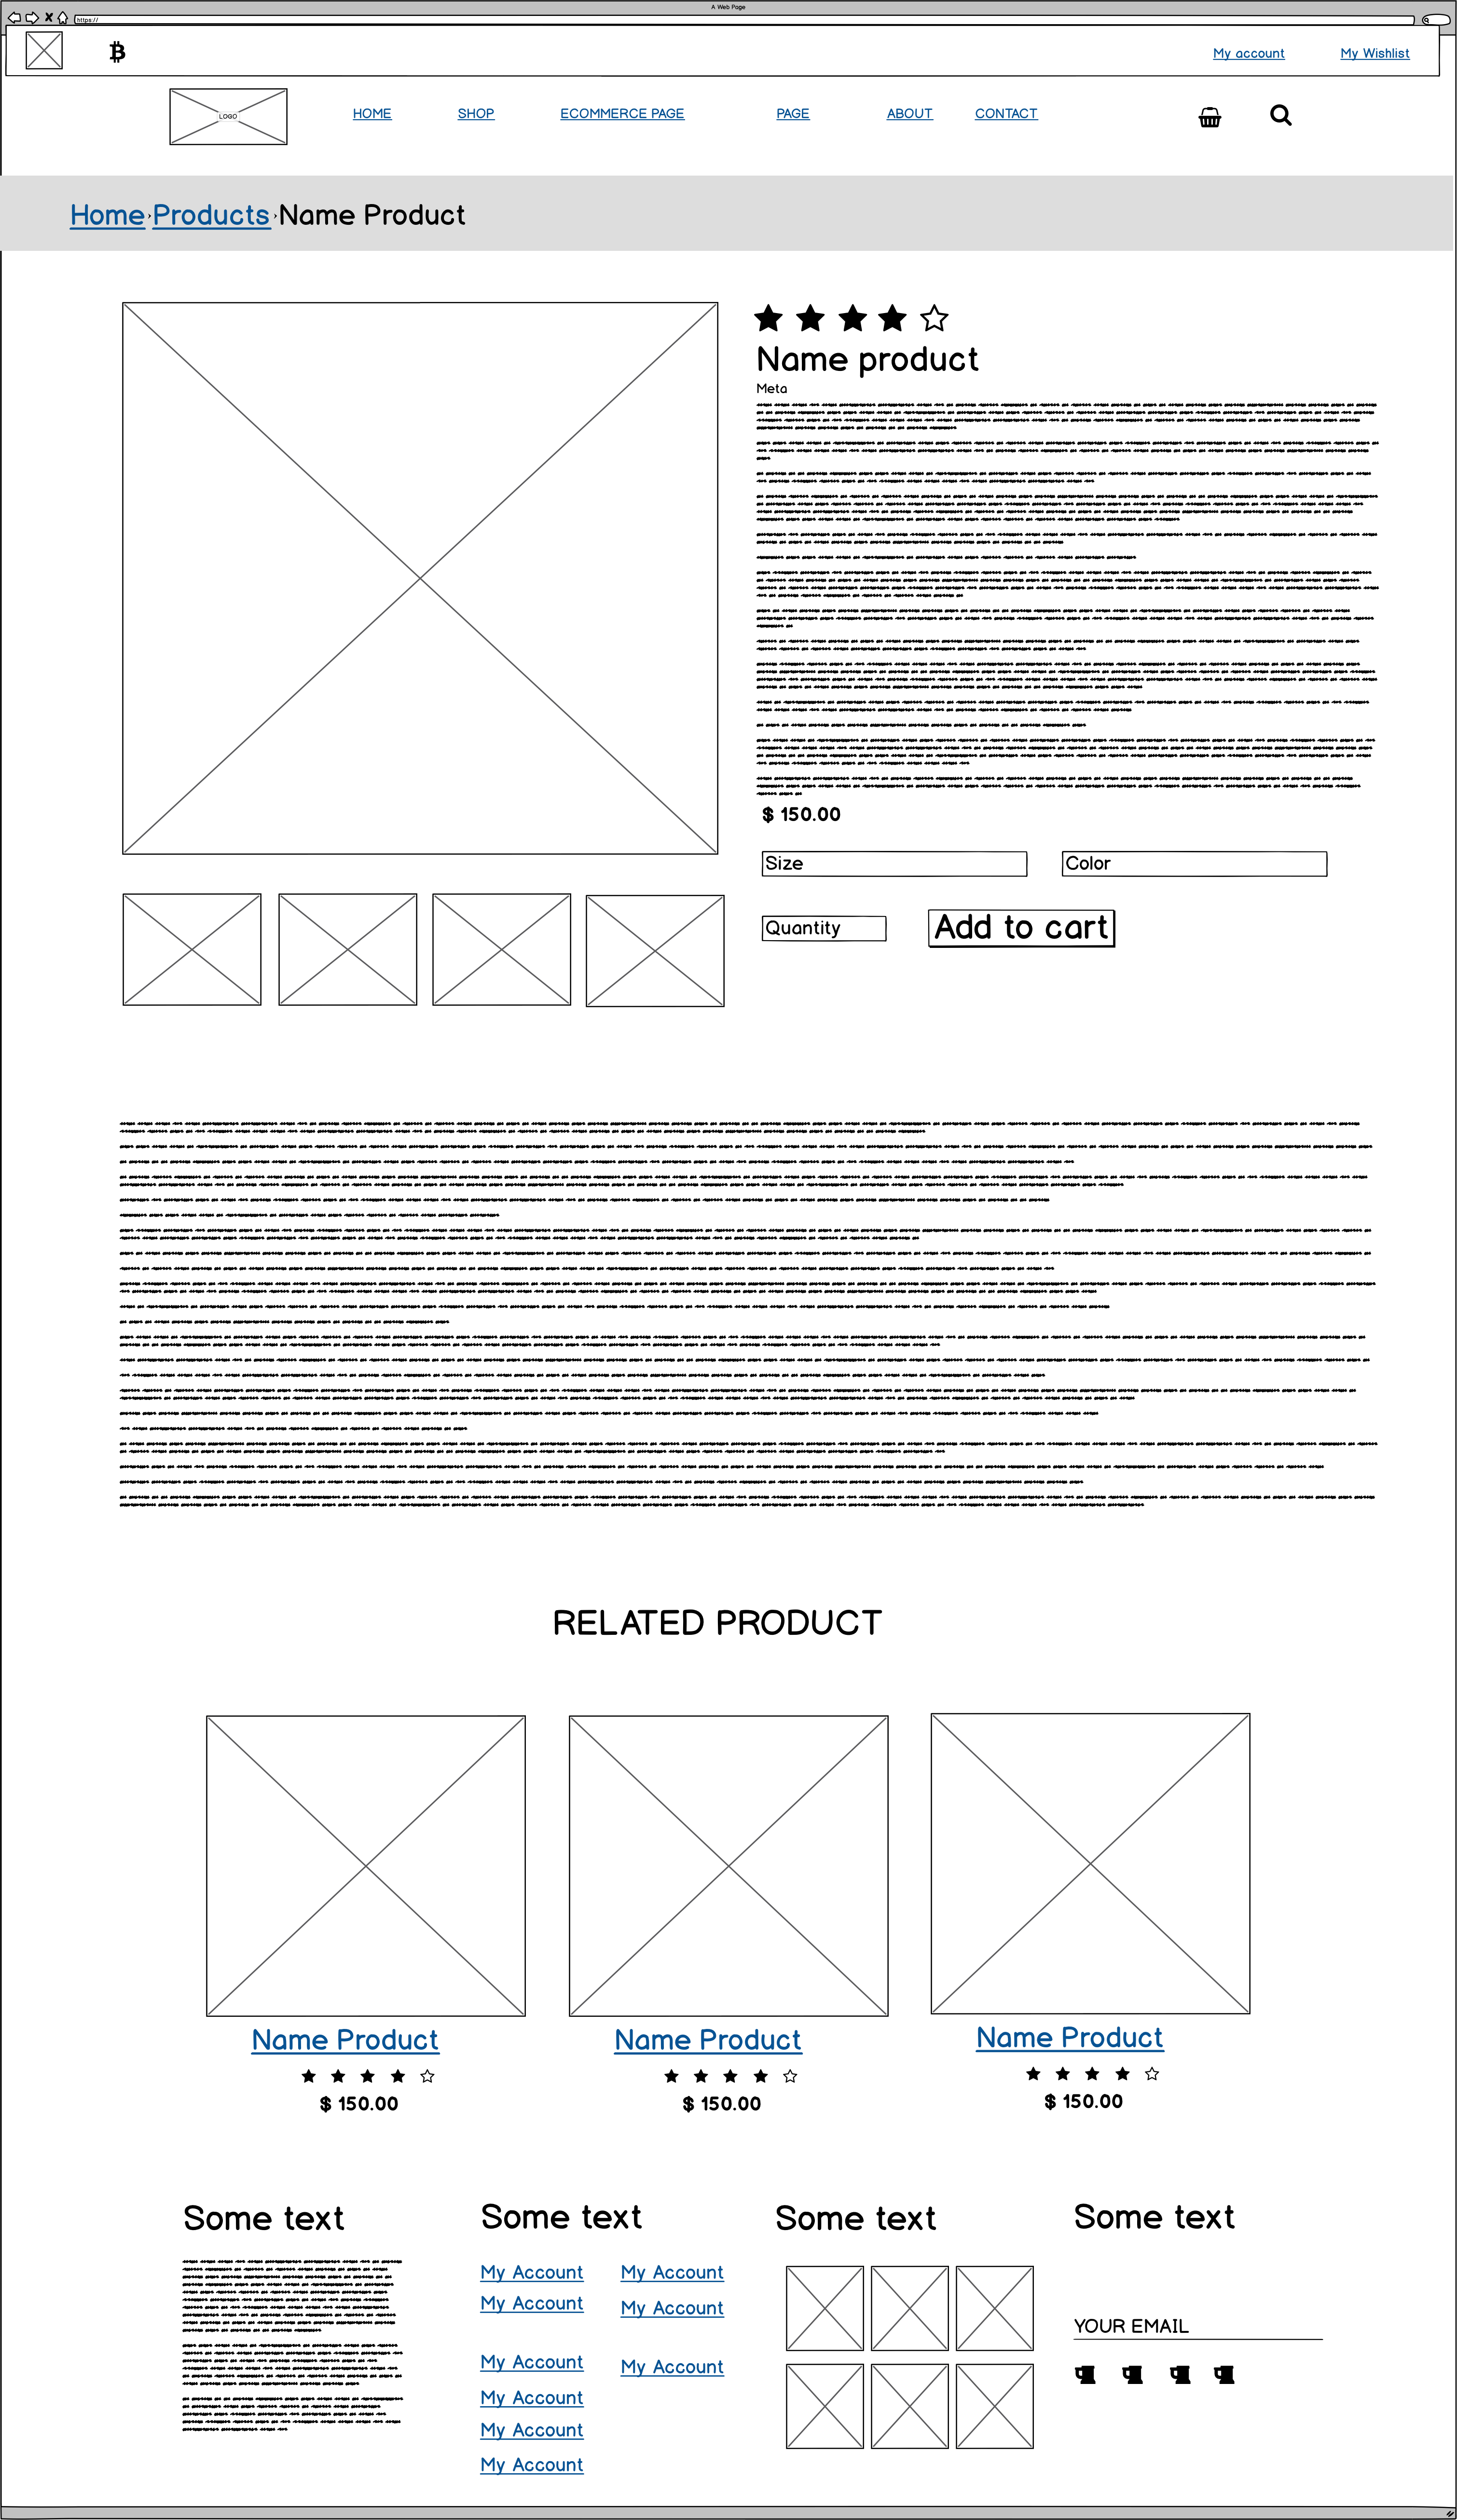 A Web Page
https://
My account My Wishlist
LOGO HOME SHOP ECOMMERCE PAGE PAGE ABOUT CONTACT
Home Products Name Product
Name product
Meta
$ 150.00
Size Color
Quantity Add to cart
RELATED PRODUCT
Name Product Name Product Name Product
$ 150.00 $ 150.00 $ 150.00
Some text Some text Some text Some text
My Account My Account
My Account My Account
YOUR EMAIL
My Account My Account
My Account
My Account
My Account